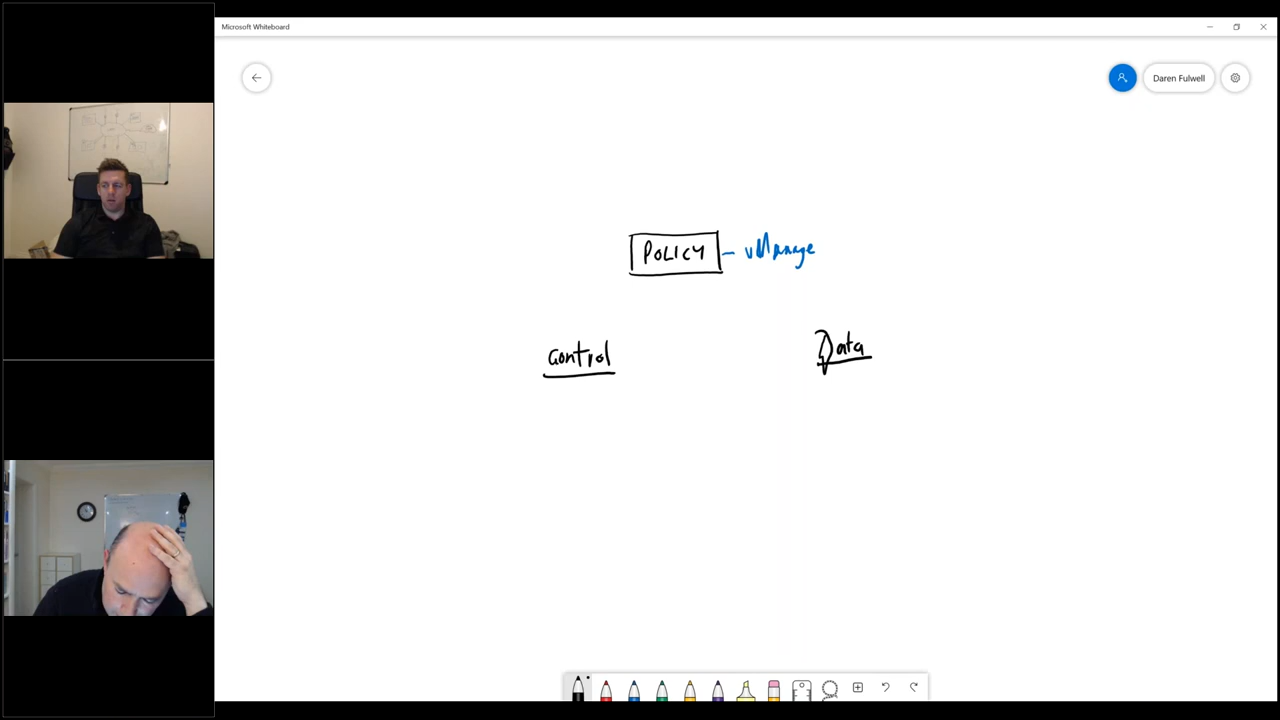 Microsoft Whiteboard
Daren Fulwell
POLICY - vManage
Control
Data